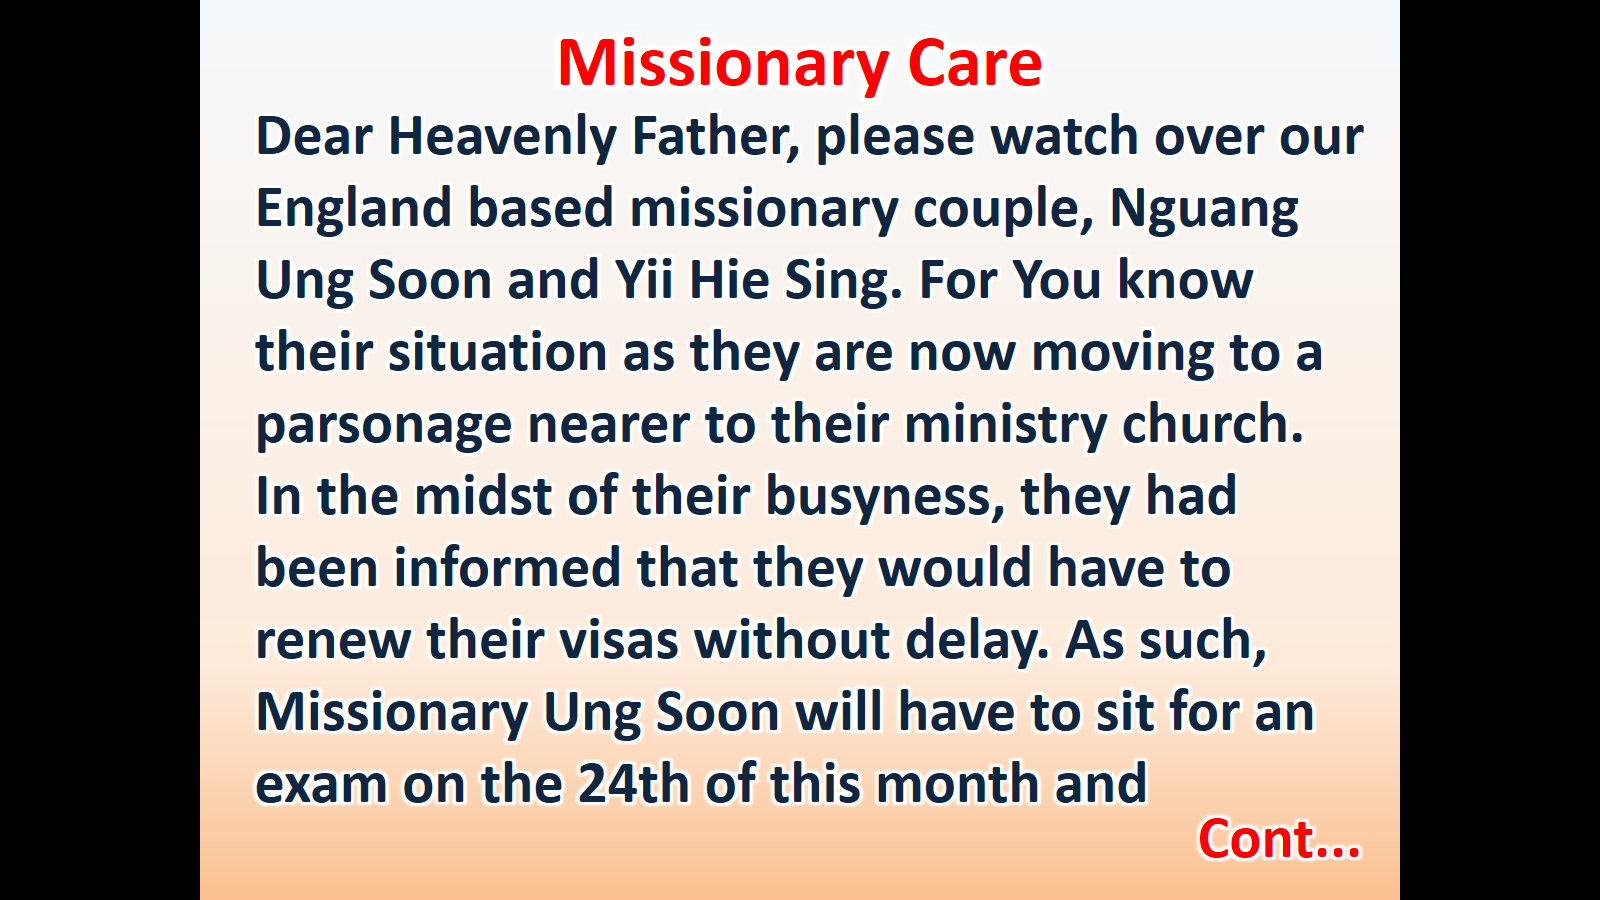 Missionary Care
Dear Heavenly Father, please watch over our
England based missionary couple, Nguang
Ung Soon and Yii Hie Sing. For You know
their situation as they are now moving to a
parsonage nearer to their ministry church.
In the midst of their busyness, they had
been informed that they would have to
renew their visas without delay. As such,
Missionary Ung Soon will have to sit for an
exam on the 24th of this month and
Cont...